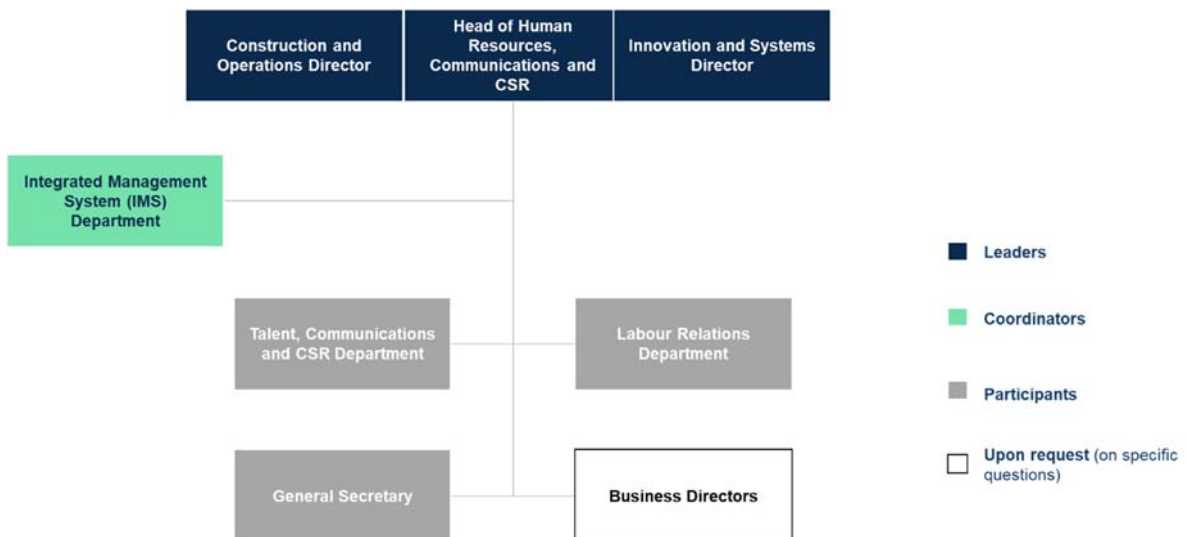 Construction and
Operations Director
Head of Human
Resources,
Communications and
CSR
Innovation and Systems
Director
Integrated Management
System (IMS)
Department
Talent, Communications
and CSR Department
Labour Relations
Department
General Secretary
Business Directors
Leaders
Coordinators
Participants
Upon request (on specific
questions)